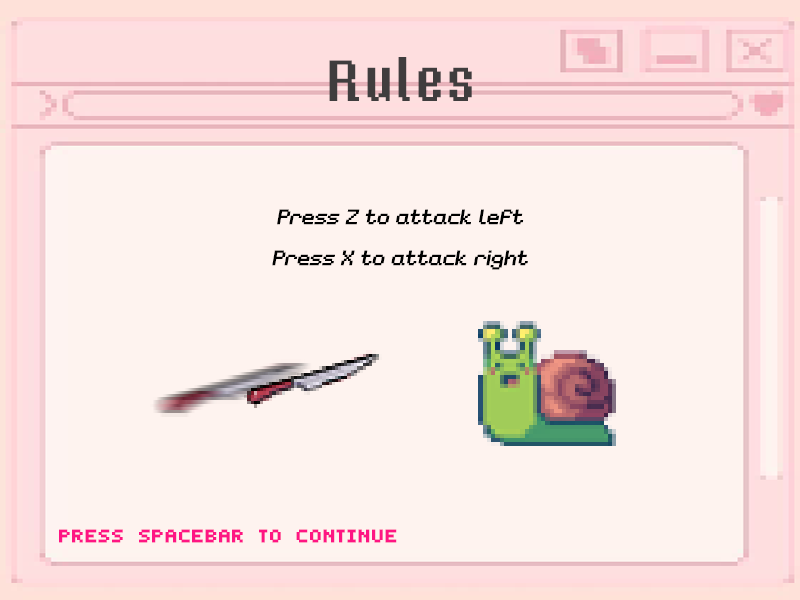 Rules
Press Z to attack left
Press X to attack right
PRESS SPACEBAR TO CONTINUE